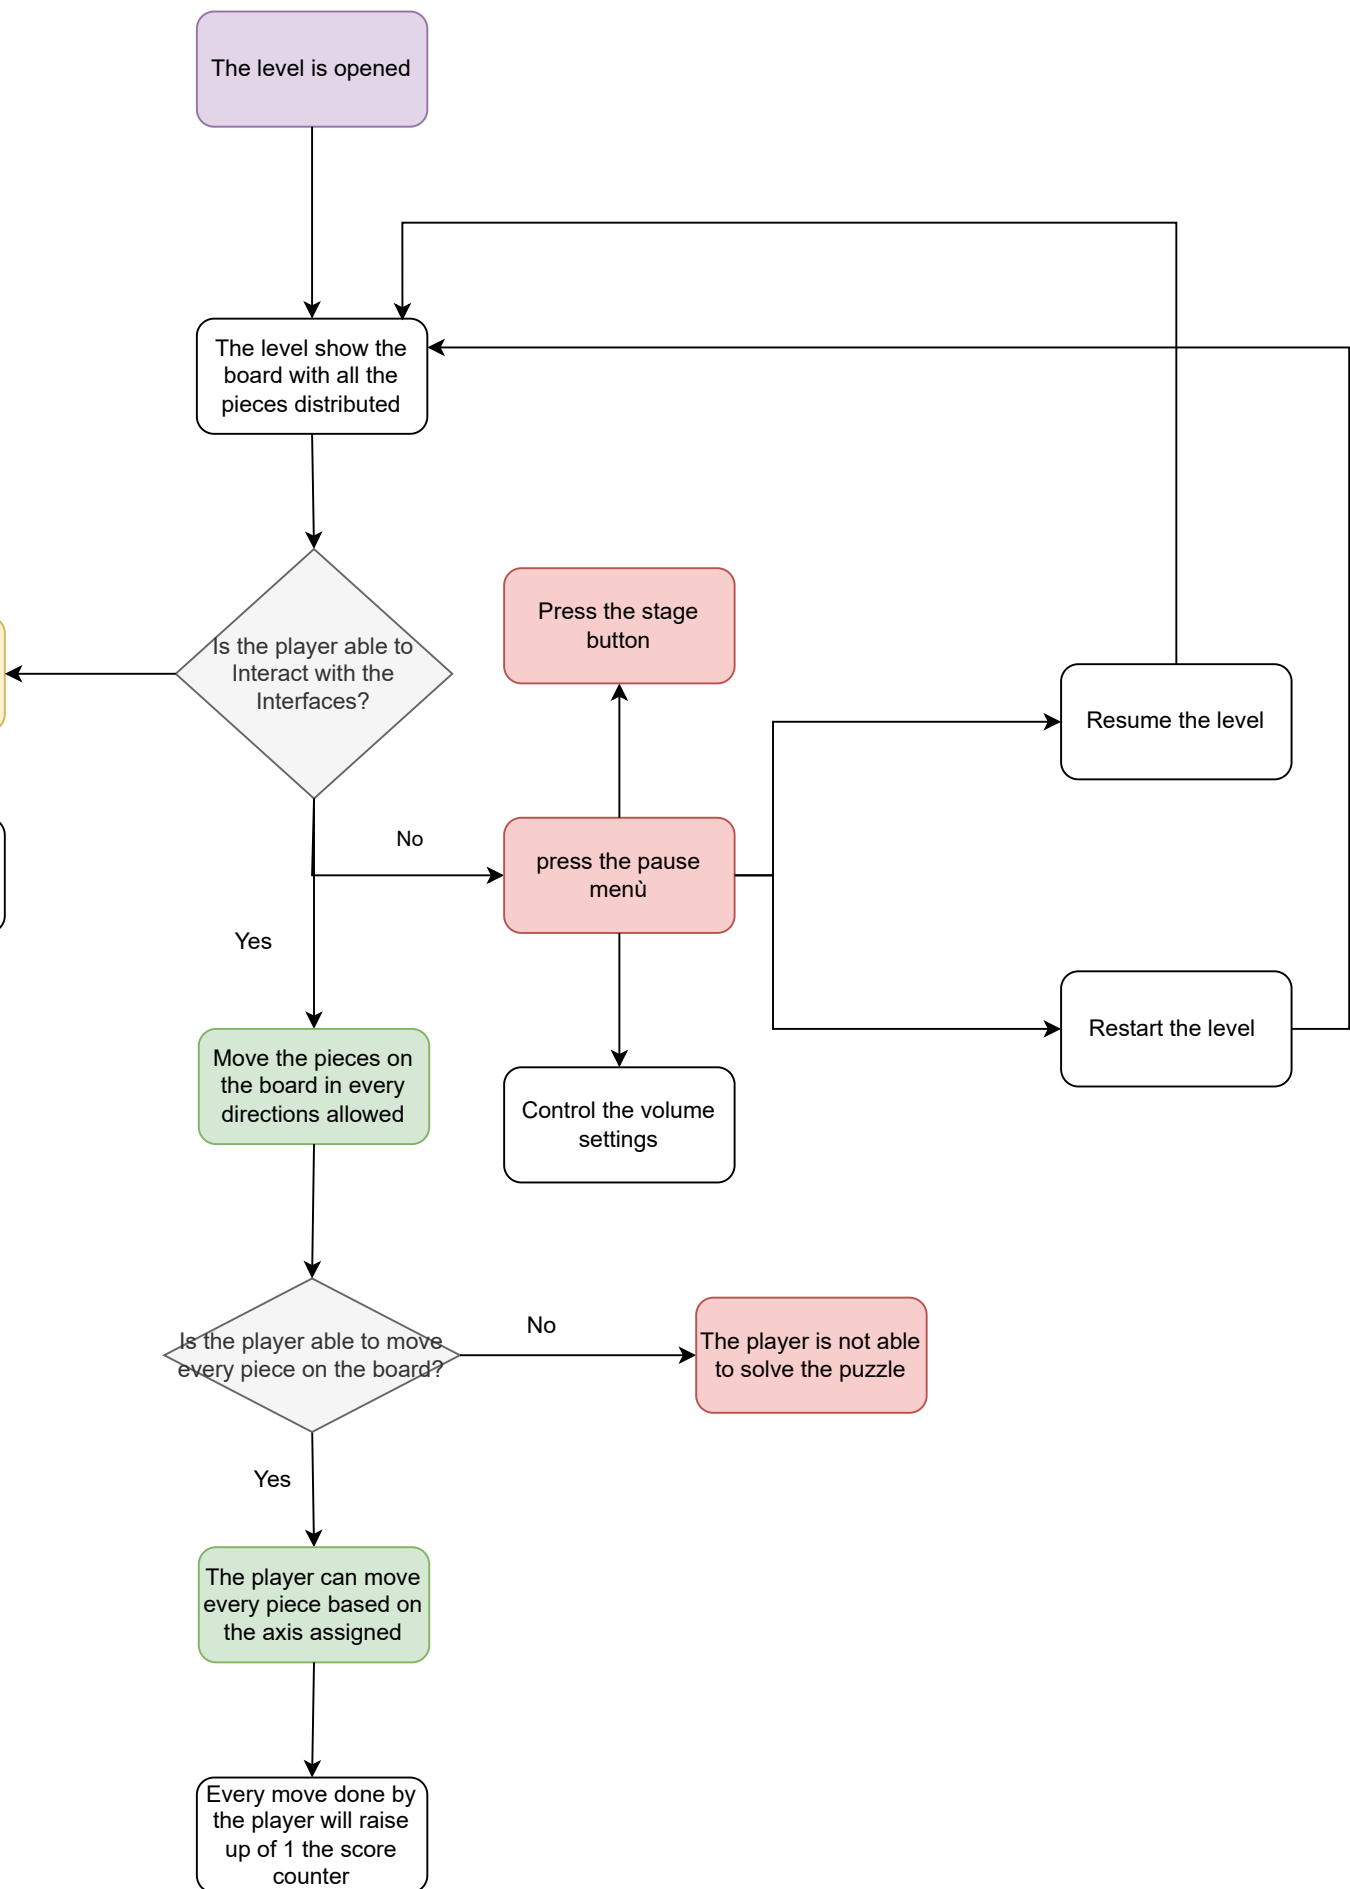 The level is opened
The level show the
board with all the
pieces distributed
Is the player able to
Interact with the
Interfaces?
Press the stage
button
Resume the level
No
press the pause
menù
Yes
Restart the level
Move the pieces on
the board in every
directions allowed
Control the volume
settings
Is the player able to move
every piece on the board?
No
The player is not able
to solve the puzzle
Yes
The player can move
every piece based on
the axis assigned
Every move done by
the player will raise
up of 1 the score
counter